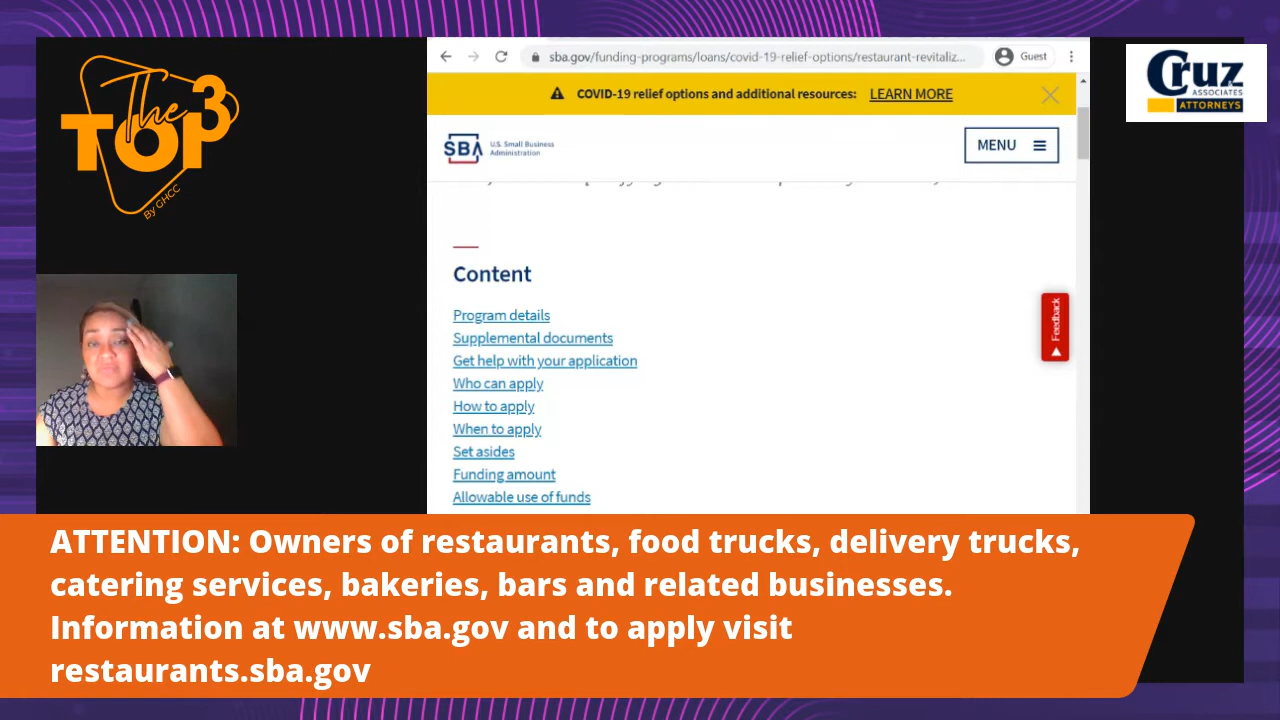 The
TOP 3
By GHCC
sba.gov/funding-programs/loans/covid-19-relief-options/restaurant-revitaliz...
Guest
COVID-19 relief options and additional resources: LEARN MORE
SBA
U.S. Small Business
Administration
MENU
Content
Program details
Supplemental documents
Get help with your application
Who can apply
How to apply
When to apply
Set asides
Funding amount
Allowable use of funds
Feedback
Cruz
ASSOCIATES
ATTORNEYS
ATTENTION: Owners of restaurants, food trucks, delivery trucks,
catering services, bakeries, bars and related businesses.
Information at www.sba.gov and to apply visit
restaurants.sba.gov